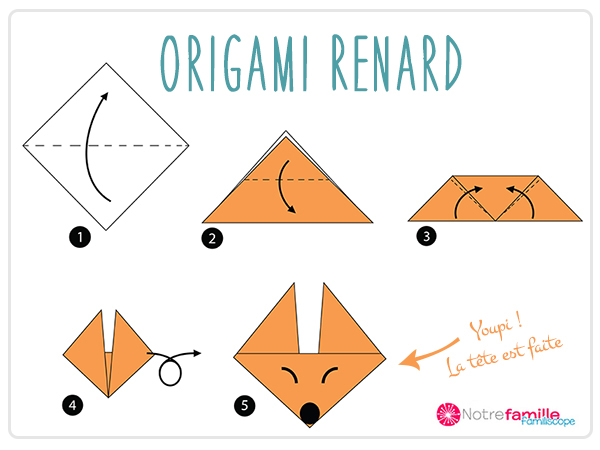 ORIGAMI RENARD
1
2
3
4
5
Youpi !
La tête est faite
Notrefamille
Familiscope